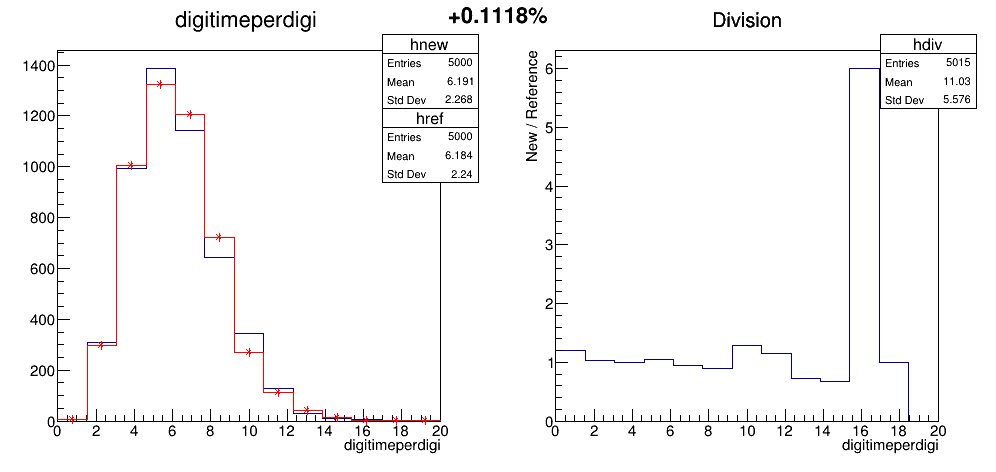 +0.1118%
digitimeperdigi
hnew
Entries 5000
Mean 6.191
Std Dev 2.268
href
Entries 5000
Mean 6.184
Std Dev 2.24
1400
1200
1000
800
600
400
200
0
0 2 4 6 8 10 12 14 16 18 20
digitimeperdigi
Division
hdiv
Entries 5015
Mean 11.03
Std Dev 5.576
New / Reference
6
5
4
3
2
1
0
0 2 4 6 8 10 12 14 16 18 20
digitimeperdigi